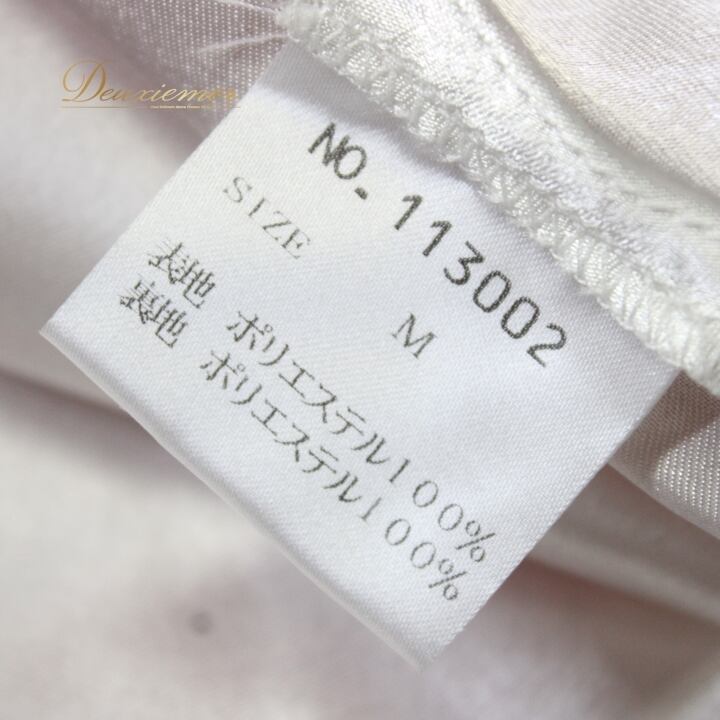 Deuxiemer
NO. 113002
SIZE M
表地 ポリエステル100%
裏地 ポリエステル100%